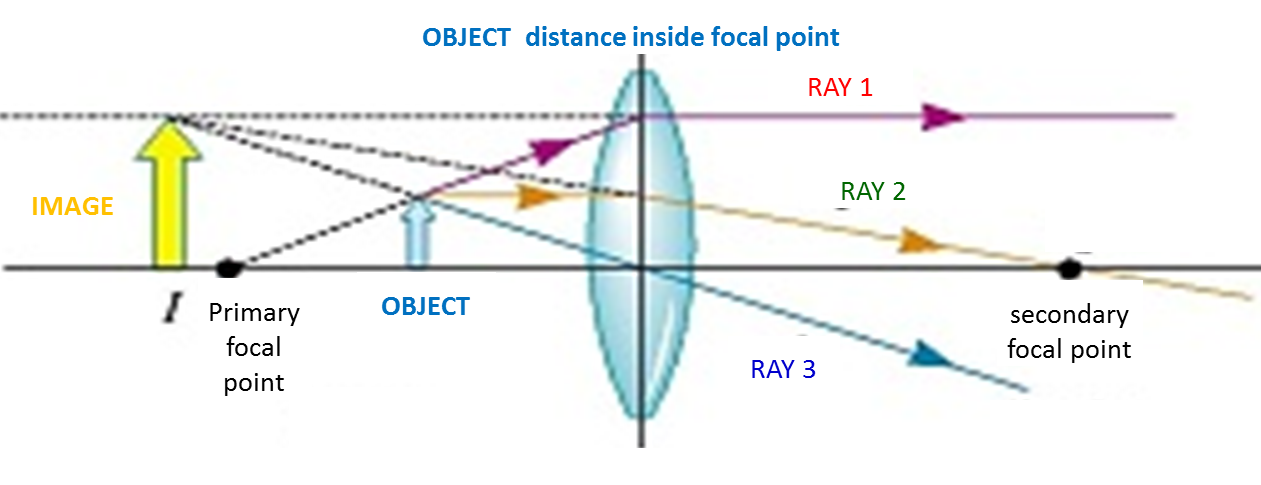 OBJECT distance inside focal point
RAY 1
RAY 2
IMAGE
I
Primary
focal
point
OBJECT
secondary
focal point
RAY 3